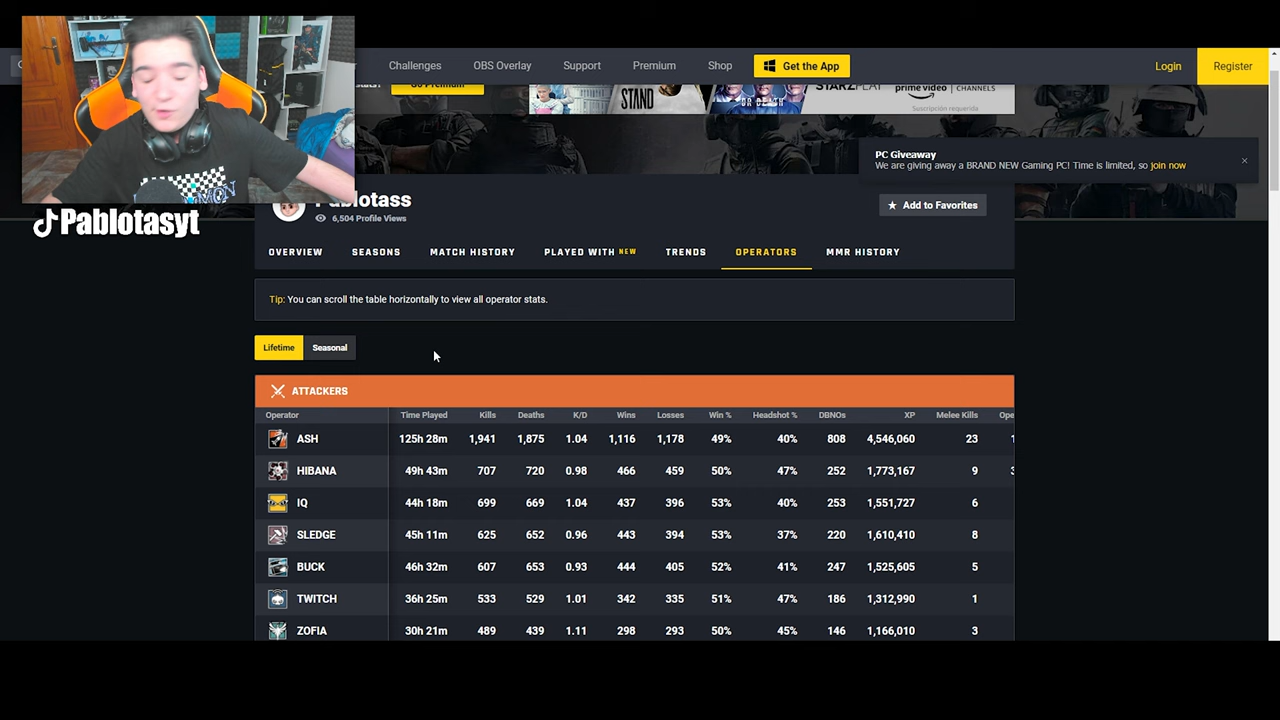 Challenges OBS Overlay Support Premium Shop Get the App Login Register
Go Premium
STAND
OR DEATH
STARZPLAY
prime video | CHANNELS
Suscripción requerida
PC Giveaway
We are giving away a BRAND NEW Gaming PC! Time is limited, so join now
Pablotass
6,504 Profile Views
Add to Favorites
Pablotasyt
OVERVIEW SEASONS MATCH HISTORY PLAYED WITH NEW TRENDS OPERATORS MMR HISTORY
Tip: You can scroll the table horizontally to view all operator stats.
Lifetime Seasonal
ATTACKERS
Operator Time Played Kills Deaths K/D Wins Losses Win % Headshot % DBNOs XP Melee Kills Ope
ASH 125h 28m 1,941 1,875 1.04 1,116 1,178 49% 40% 808 4,546,060 23
HIBANA 49h 43m 707 720 0.98 466 459 50% 47% 252 1,773,167 9
IQ 44h 18m 699 669 1.04 437 396 53% 40% 253 1,551,727 6
SLEDGE 45h 11m 625 652 0.96 443 394 53% 37% 220 1,610,410 8
BUCK 46h 32m 607 653 0.93 444 405 52% 41% 247 1,525,605 5
TWITCH 36h 25m 533 529 1.01 342 335 51% 47% 186 1,312,990 1
ZOFIA 30h 21m 489 439 1.11 298 293 50% 45% 146 1,166,010 3